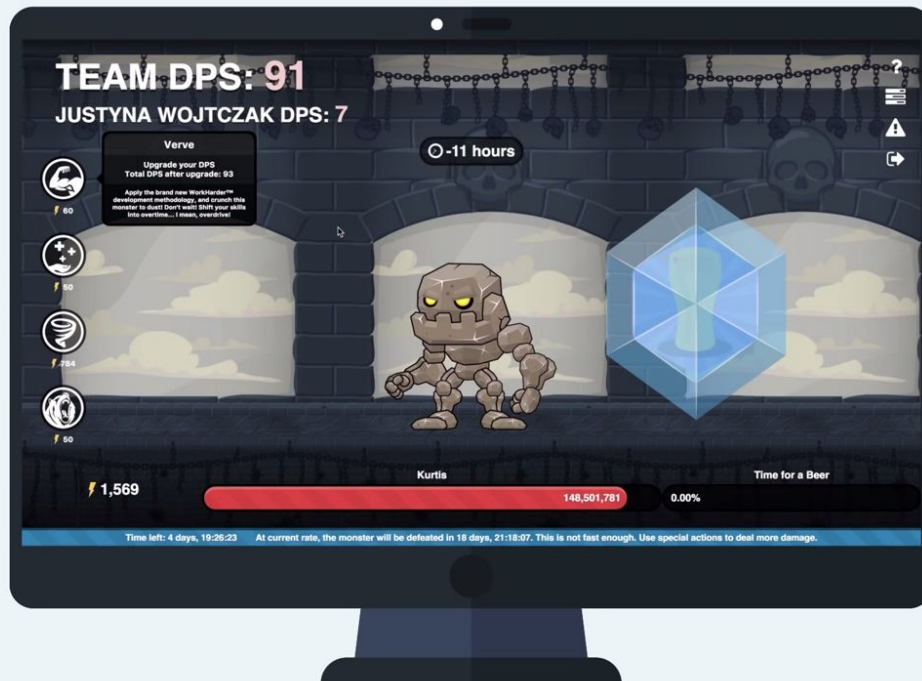 TEAM DPS: 91
JUSTYNA WOJTCZAK DPS: 7
Verve
Upgrade your DPS
Total DPS after upgrade: 93
Apply the brand new WorkHarder™
development methodology, and crunch this
monster to dust! Don't wait! Shift your skills
into overtime... I mean, overdrive!
-11 hours
?
60
50
784
50
1,569
Kurtis
148,501,781
Time for a Beer
0.00%
Time left: 4 days, 19:26:23 At current rate, the monster will be defeated in 18 days, 21:18:07. This is not fast enough. Use special actions to deal more damage.